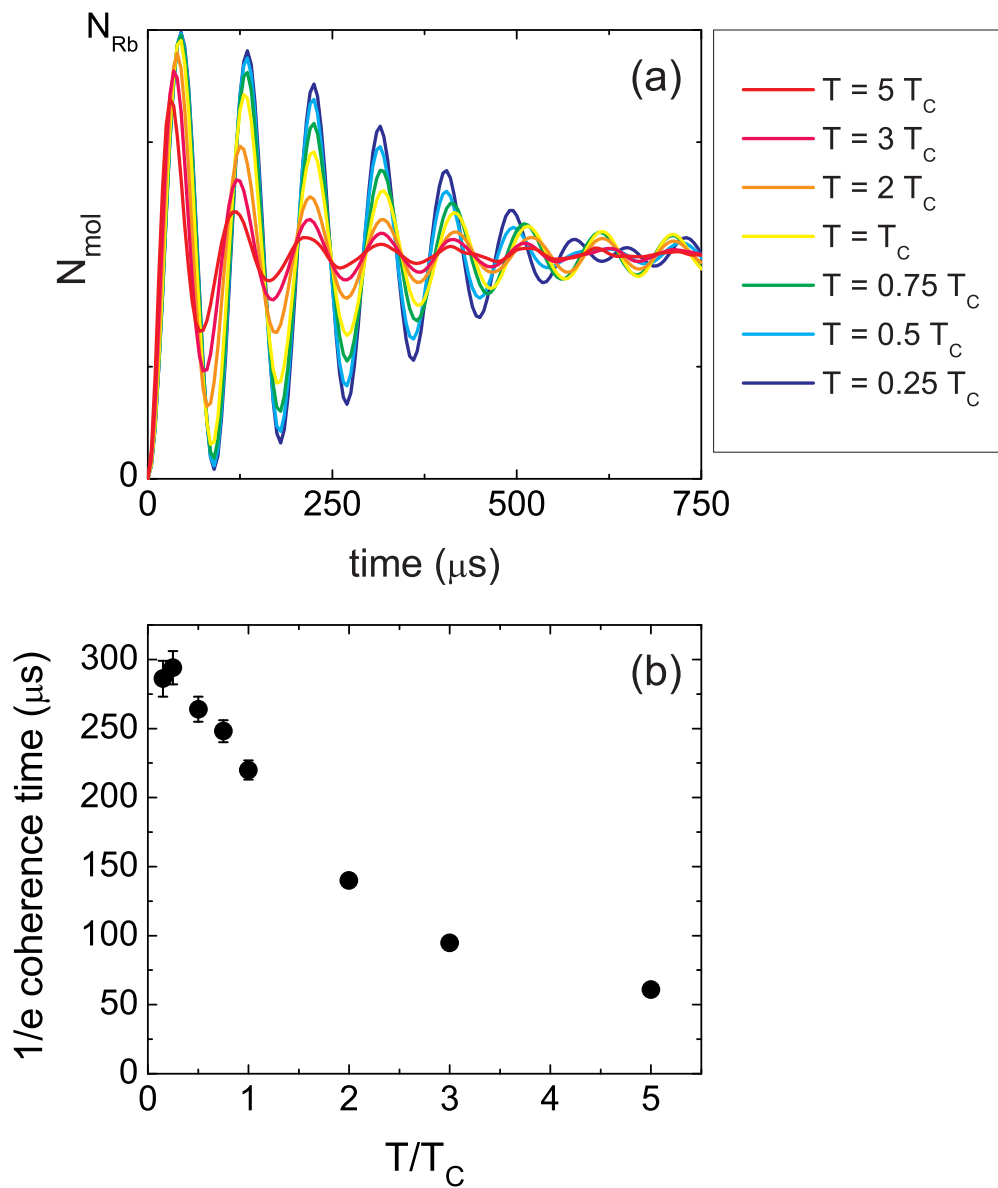 N_Rb
(a)
N_mol
0
0 250 500 750
time (μs)
T = 5 T_C
T = 3 T_C
T = 2 T_C
T = T_C
T = 0.75 T_C
T = 0.5 T_C
T = 0.25 T_C
(b)
1/e coherence time (μs)
300
250
200
150
100
50
0
0 1 2 3 4 5
T/T_C